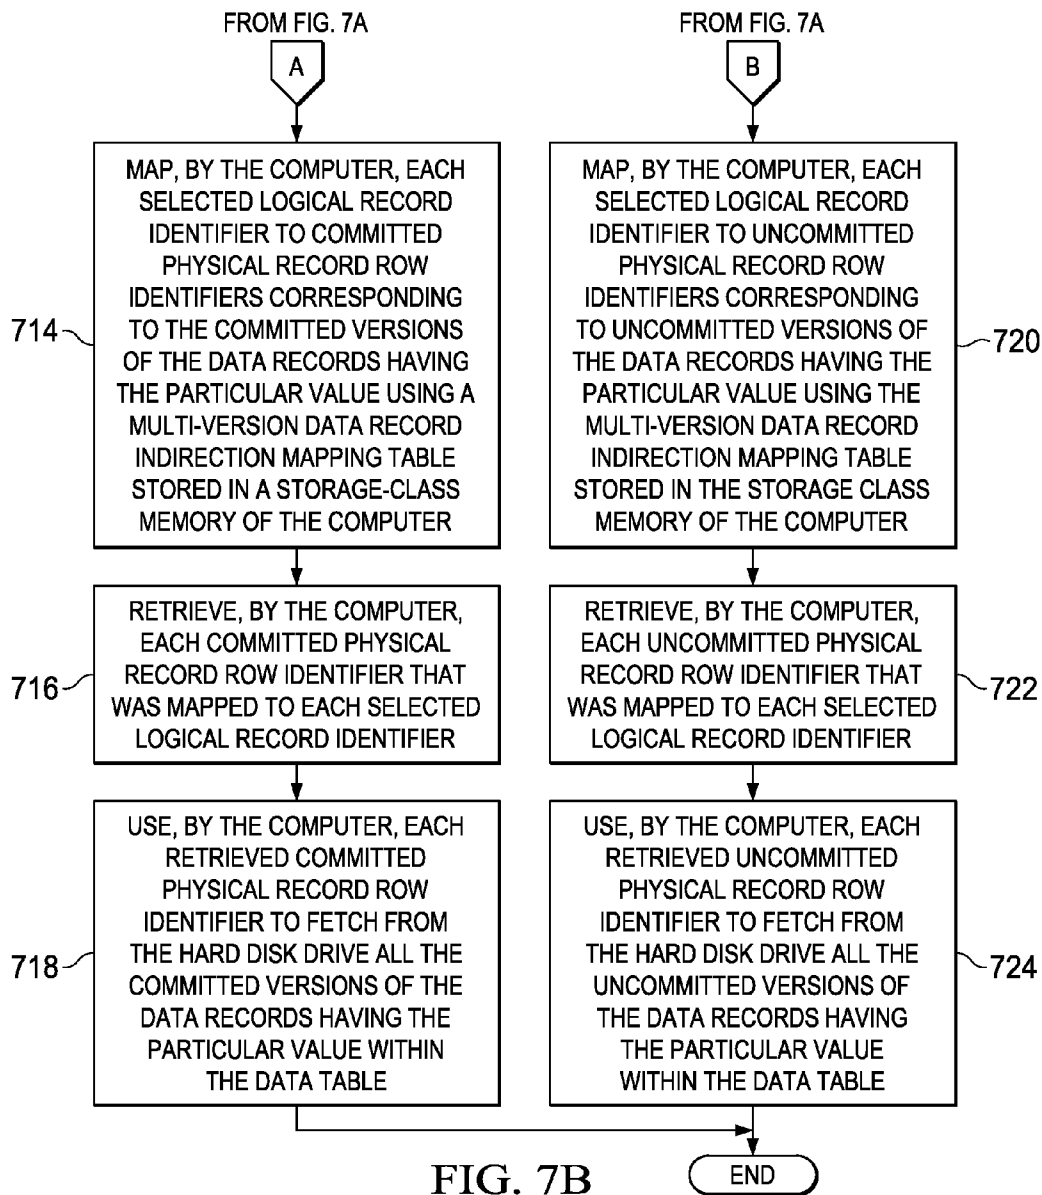 FROM FIG. 7A
A
MAP, BY THE COMPUTER, EACH
SELECTED LOGICAL RECORD
IDENTIFIER TO COMMITTED
PHYSICAL RECORD ROW
IDENTIFIERS CORRESPONDING
TO THE COMMITTED VERSIONS
OF THE DATA RECORDS HAVING
THE PARTICULAR VALUE USING A
MULTI-VERSION DATA RECORD
INDIRECTION MAPPING TABLE
STORED IN A STORAGE-CLASS
MEMORY OF THE COMPUTER
714
RETRIEVE, BY THE COMPUTER,
EACH COMMITTED PHYSICAL
RECORD ROW IDENTIFIER THAT
WAS MAPPED TO EACH SELECTED
LOGICAL RECORD IDENTIFIER
716
USE, BY THE COMPUTER, EACH
RETRIEVED COMMITTED
PHYSICAL RECORD ROW
IDENTIFIER TO FETCH FROM
THE HARD DISK DRIVE ALL THE
COMMITTED VERSIONS OF THE
DATA RECORDS HAVING THE
PARTICULAR VALUE WITHIN
THE DATA TABLE
718
FROM FIG. 7A
B
MAP, BY THE COMPUTER, EACH
SELECTED LOGICAL RECORD
IDENTIFIER TO UNCOMMITTED
PHYSICAL RECORD ROW
IDENTIFIERS CORRESPONDING
TO UNCOMMITTED VERSIONS OF
THE DATA RECORDS HAVING THE
PARTICULAR VALUE USING THE
MULTI-VERSION DATA RECORD
INDIRECTION MAPPING TABLE
STORED IN THE STORAGE CLASS
MEMORY OF THE COMPUTER
720
RETRIEVE, BY THE COMPUTER,
EACH UNCOMMITTED PHYSICAL
RECORD ROW IDENTIFIER THAT
WAS MAPPED TO EACH SELECTED
LOGICAL RECORD IDENTIFIER
722
USE, BY THE COMPUTER, EACH
RETRIEVED UNCOMMITTED
PHYSICAL RECORD ROW
IDENTIFIER TO FETCH FROM
THE HARD DISK DRIVE ALL THE
UNCOMMITTED VERSIONS OF
THE DATA RECORDS HAVING
THE PARTICULAR VALUE
WITHIN THE DATA TABLE
724
END
FIG. 7B